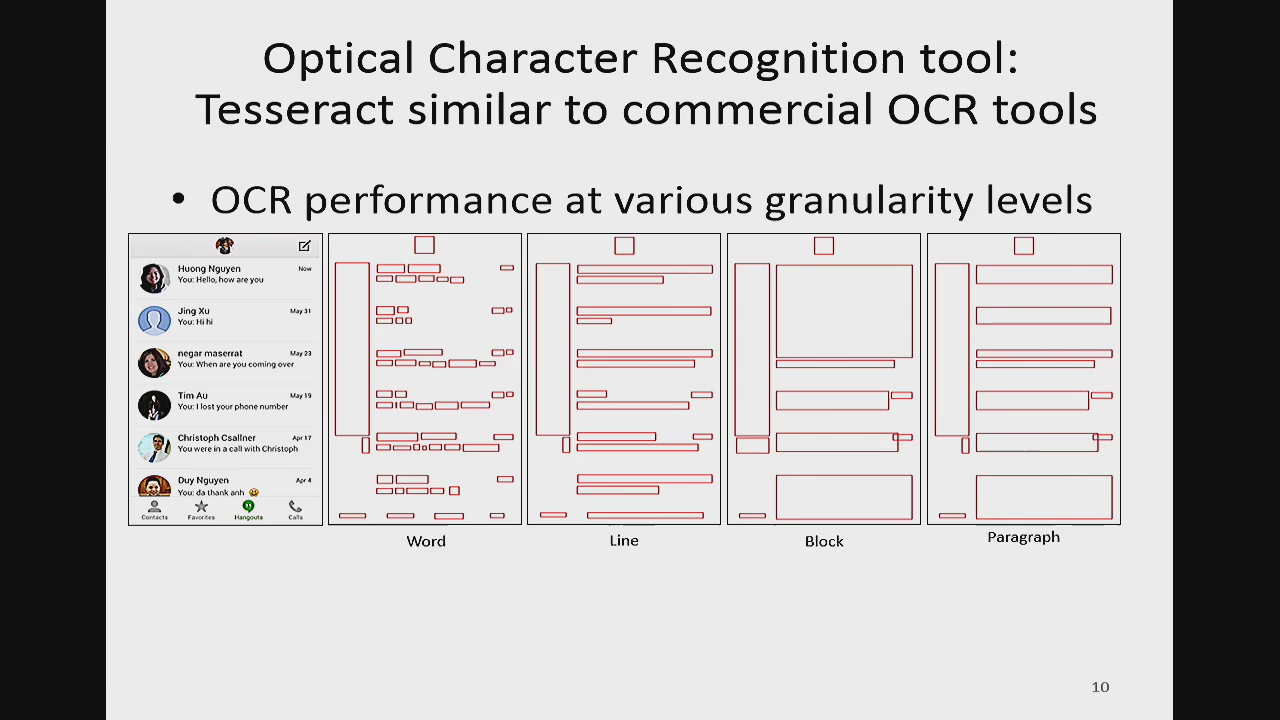 Optical Character Recognition tool:
Tesseract similar to commercial OCR tools
• OCR performance at various granularity levels
Huong Nguyen Now
You: Hello, how are you
Jing Xu May 31
You: Hi hi
negar maserrat May 23
You: When are you coming over
Tim Au May 19
You: I lost your phone number
Christoph Csallner Apr 17
You were in a call with Christoph
Duy Nguyen Apr 4
You: da thank anh
Contacts Favorites Hangouts Calls
Word Line Block Paragraph
10